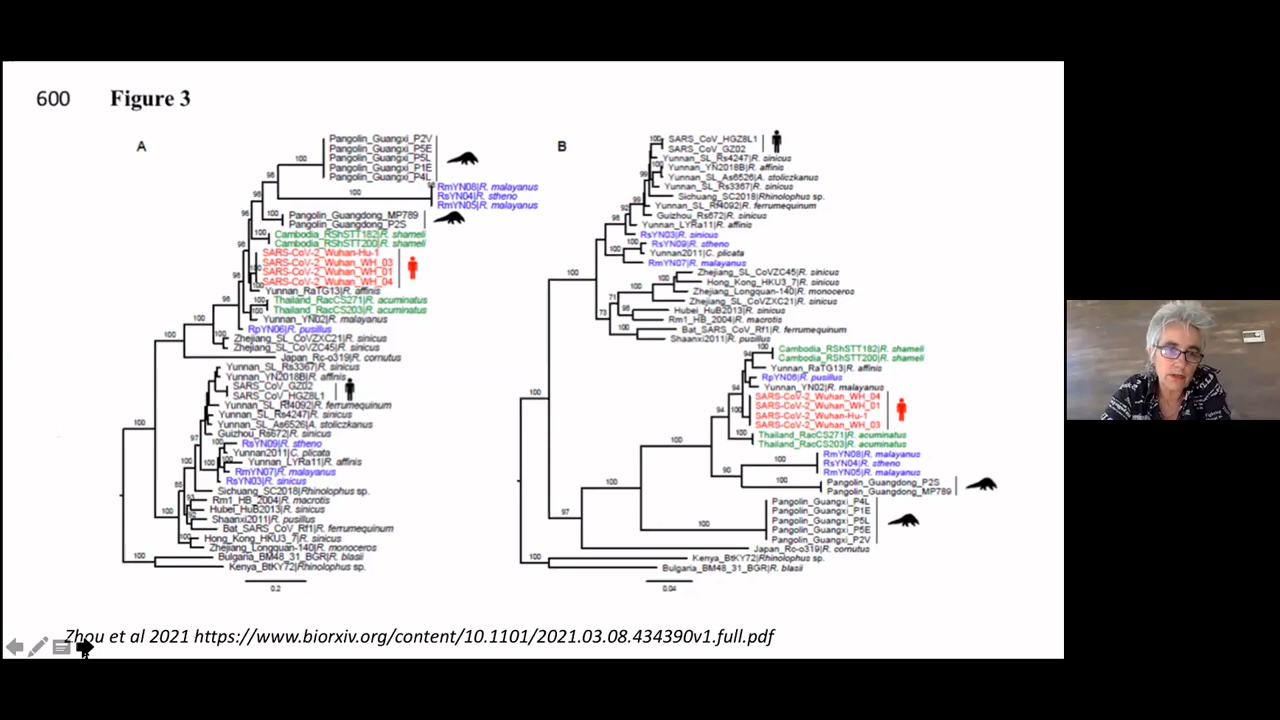 600 Figure 3
A
Pangolin_Guangxi_P2V
Pangolin_Guangxi_P5E
Pangolin_Guangxi_P5L
Pangolin_Guangxi_P1E
Pangolin_Guangxi_P4L
RmYN08|R. malayanus
RsYN04|R. stheno
RmYN05|R. malayanus
Pangolin_Guangdong_MP789
Pangolin_Guangdong_P2S
Cambodia_RShSTT182|R. shameli
Cambodia_RShSTT200|R. shameli
SARS-CoV-2_Wuhan-Hu-1
SARS-CoV-2_Wuhan_WH_03
SARS-CoV-2_Wuhan_WH_01
SARS-CoV-2_Wuhan_WH_04
Yunnan_RaTG13|R. affinis
Thailand_RacCS271|R. acuminatus
Thailand_RacCS203|R. acuminatus
Yunnan_YN02|R. malayanus
RpYN06|R. pusillus
Zhejiang_SL_CoVZXC21|R. sinicus
Zhejiang_SL_CoVZC45|R. sinicus
Japan_Rc-o319|R. cornutus
Yunnan_SL_Rs3367|R. sinicus
Yunnan_YN2018B|R. affinis
SARS_CoV_GZ02
SARS_CoV_HGZ8L1
Yunnan_SL_Rf4092|R. ferrumequinum
Yunnan_SL_Rs4247|R. sinicus
Yunnan_SL_As6526|A. stoliczkanus
Guizhou_Rs672|R. sinicus
RsYN09|R. stheno
Yunnan2011|C. plicata
Yunnan_LYRa11|R. affinis
RmYN07|R. malayanus
RsYN03|R. sinicus
Sichuang_SC2018|Rhinolophus sp.
Rm1_HB_2004|R. macrotis
Hubei_HuB2013|R. sinicus
Shaanxi2011|R. pusillus
Bat_SARS_CoV_Rf1|R. ferrumequinum
Hong_Kong_HKU3_7|R. sinicus
Zhejiang_Longquan-140|R. monoceros
Bulgaria_BM48_31_BGR|R. blasii
Kenya_BtKY72|Rhinolophus sp.
0.2
B
SARS_CoV_HGZ8L1
SARS_CoV_GZ02
Yunnan_SL_Rs4247|R. sinicus
Yunnan_YN2018B|R. affinis
Yunnan_SL_As6526|A. stoliczkanus
Yunnan_SL_Rs3367|R. sinicus
Sichuang_SC2018|Rhinolophus sp.
Yunnan_SL_Rf4092|R. ferrumequinum
Guizhou_Rs672|R. sinicus
Yunnan_LYRa11|R. affinis
RsYN03|R. sinicus
RsYN09|R. stheno
Yunnan2011|C. plicata
RmYN07|R. malayanus
Zhejiang_SL_CoVZC45|R. sinicus
Hong_Kong_HKU3_7|R. sinicus
Zhejiang_Longquan-140|R. monoceros
Zhejiang_SL_CoVZXC21|R. sinicus
Hubei_HuB2013|R. sinicus
Rm1_HB_2004|R. macrotis
Bat_SARS_CoV_Rf1|R. ferrumequinum
Shaanxi2011|R. pusillus
Cambodia_RShSTT182|R. shameli
Cambodia_RShSTT200|R. shameli
Yunnan_RaTG13|R. affinis
RpYN06|R. pusillus
Yunnan_YN02|R. malayanus
SARS-CoV-2_Wuhan_WH_04
SARS-CoV-2_Wuhan_WH_01
SARS-CoV-2_Wuhan-Hu-1
SARS-CoV-2_Wuhan_WH_03
Thailand_RacCS271|R. acuminatus
Thailand_RacCS203|R. acuminatus
RmYN08|R. malayanus
RsYN04|R. stheno
RmYN05|R. malayanus
Pangolin_Guangdong_P2S
Pangolin_Guangdong_MP789
Pangolin_Guangxi_P4L
Pangolin_Guangxi_P1E
Pangolin_Guangxi_P5L
Pangolin_Guangxi_P5E
Pangolin_Guangxi_P2V
Japan_Rc-o319|R. cornutus
Kenya_BtKY72|Rhinolophus sp.
Bulgaria_BM48_31_BGR|R. blasii
0.04
Zhou et al 2021 https://www.biorxiv.org/content/10.1101/2021.03.08.434390v1.full.pdf